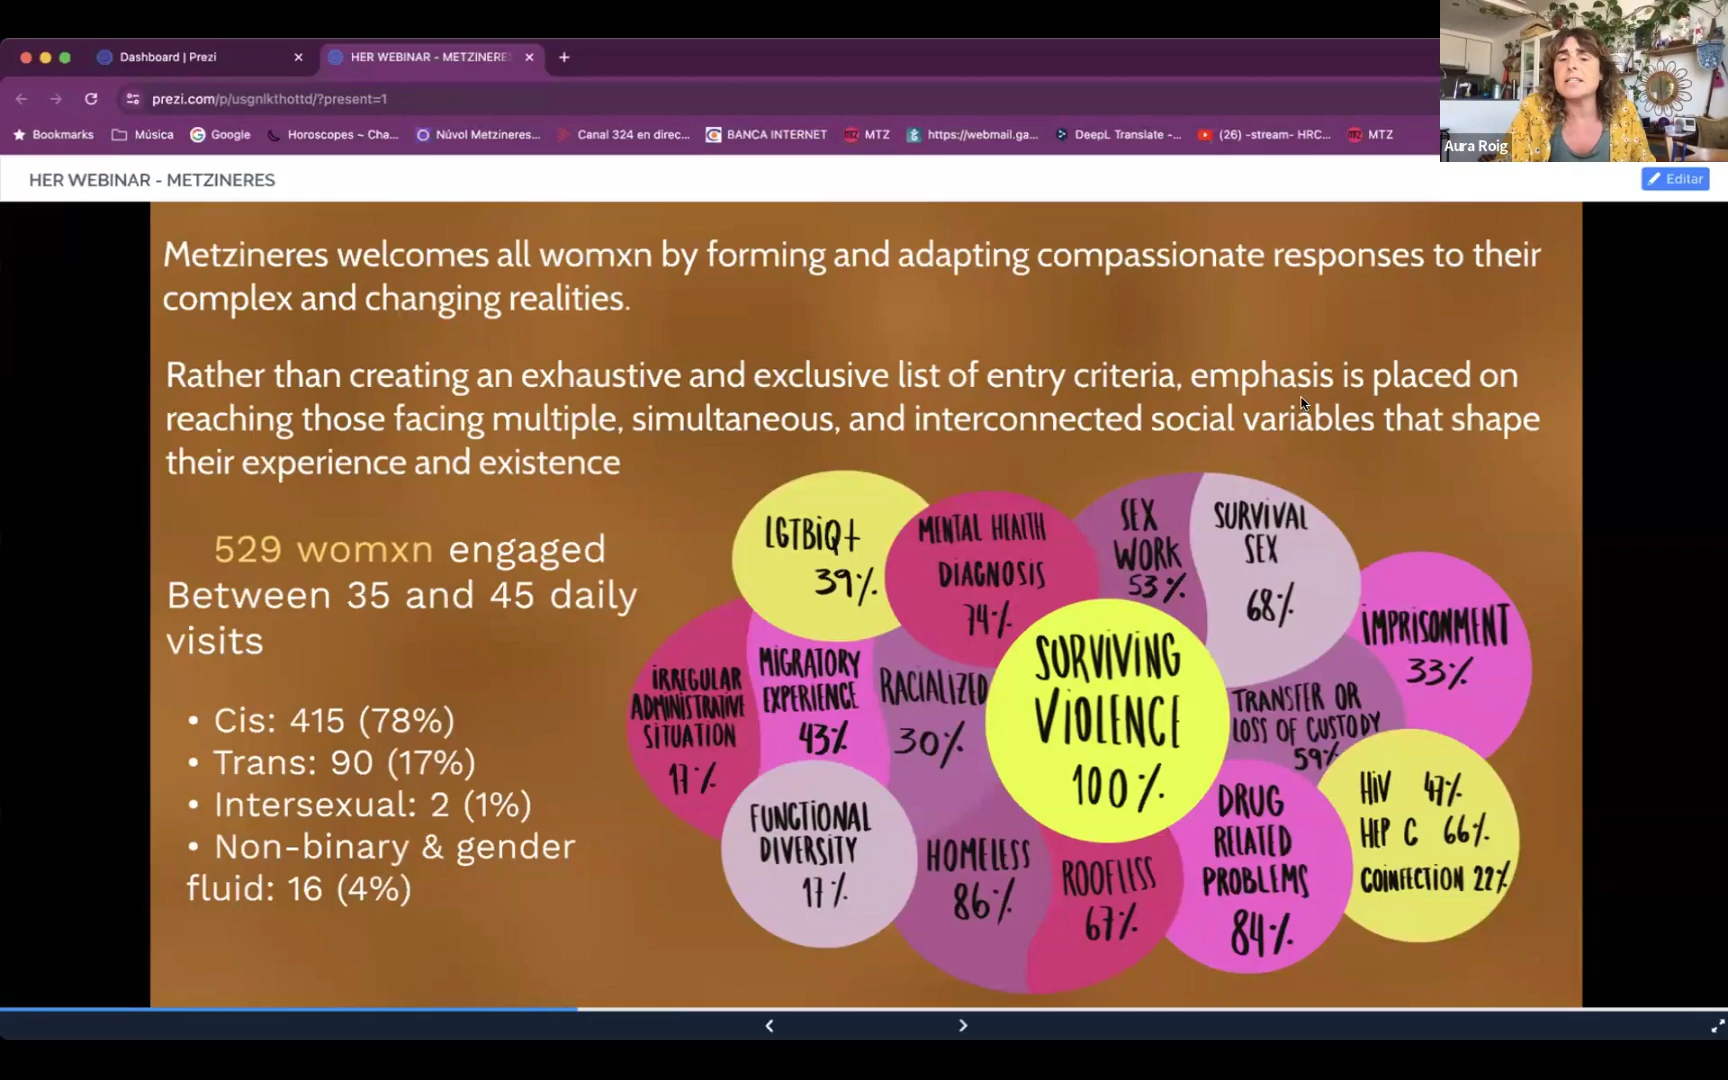 Dashboard | Prezi
HER WEBINAR - METZINERES
prezi.com/p/usgnlkthottd/?present=1
Bookmarks Música Google Horoscopes ~ Cha... Núvol Metzineres... Canal 324 en direc... BANCA INTERNET MTZ https://webmail.ga... DeepL Translate -... (26) -stream- HRC... MTZ
Aura Roig
HER WEBINAR - METZINERES
Editar
Metzineres welcomes all womxn by forming and adapting compassionate responses to their
complex and changing realities.
Rather than creating an exhaustive and exclusive list of entry criteria, emphasis is placed on
reaching those facing multiple, simultaneous, and interconnected social variables that shape
their experience and existence
529 womxn engaged
Between 35 and 45 daily
visits
• Cis: 415 (78%)
• Trans: 90 (17%)
• Intersexual: 2 (1%)
• Non-binary & gender
fluid: 16 (4%)
LGTBiQ+
39%
MENTAL HEALTH
DiAGNOSiS
74%
SEX
WORK
53%
SURViVAL
SEX
68%
iMPRiSONMENT
33%
iRREGULAR
ADMiNiSTRATiVE
SiTUATiON
17%
MiGRATORY
EXPERiENCE
43%
RACiALiZED
30%
SURViViNG
ViOLENCE
100%
TRANSFER OR
LOSS OF CUSTODY
59%
FUNCTiONAL
DiVERSiTY
17%
HOMELESS
86%
ROOFLESS
67%
DRUG
RELATED
PROBLEMS
84%
HiV 47%
HEP C 66%
COiNFECTiON 22%